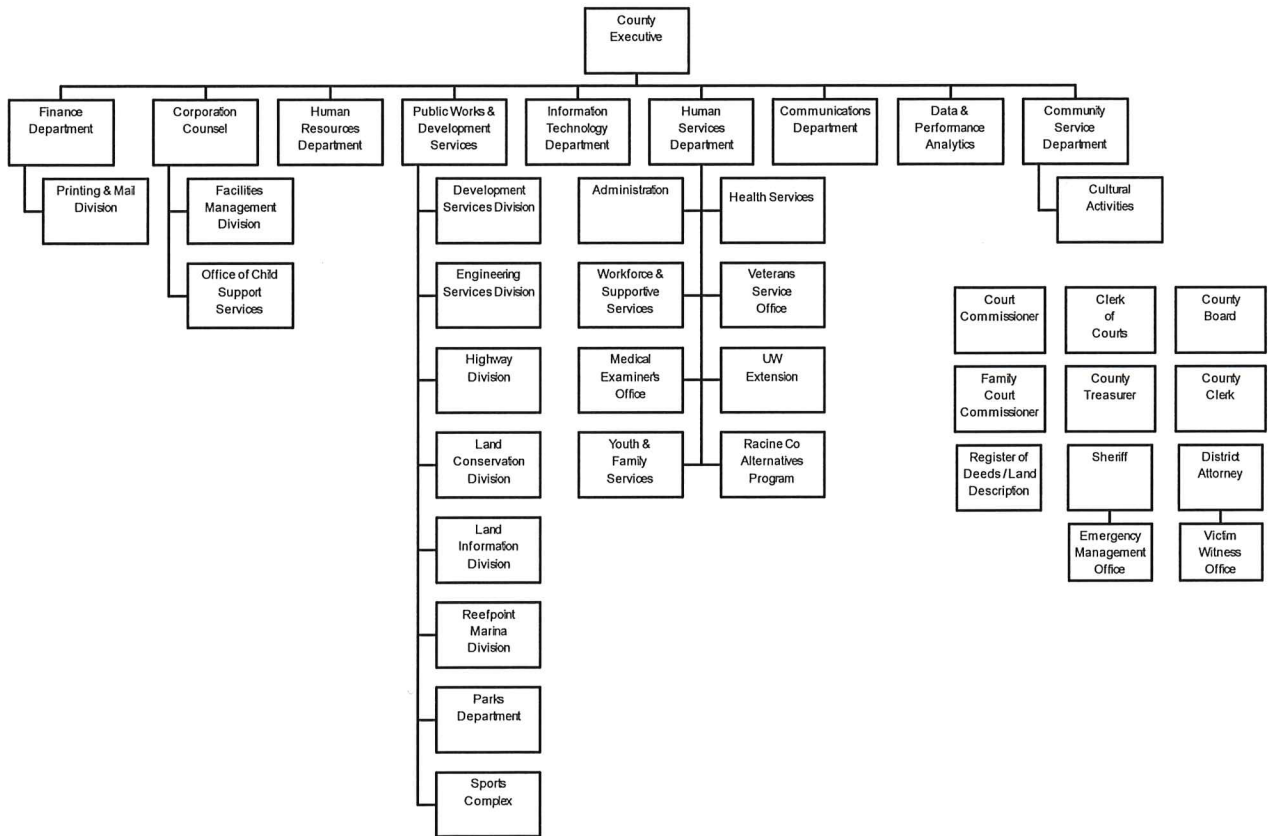 County
Executive
Finance
Department
Corporation
Counsel
Human
Resources
Department
Public Works &
Development
Services
Information
Technology
Department
Human
Services
Department
Communications
Department
Data &
Performance
Analytics
Community
Service
Department
Printing & Mail
Division
Facilities
Management
Division
Office of Child
Support
Services
Development
Services Division
Engineering
Services Division
Highway
Division
Land
Conservation
Division
Land
Information
Division
Reefpoint
Marina
Division
Parks
Department
Sports
Complex
Administration
Health Services
Workforce &
Supportive
Services
Veterans
Service
Office
Medical
Examiner's
Office
UW
Extension
Youth &
Family
Services
Racine Co
Alternatives
Program
Cultural
Activities
Court
Commissioner
Clerk
of
Courts
County
Board
Family
Court
Commissioner
County
Treasurer
County
Clerk
Register of
Deeds / Land
Description
Sheriff
District
Attorney
Emergency
Management
Office
Victim
Witness
Office